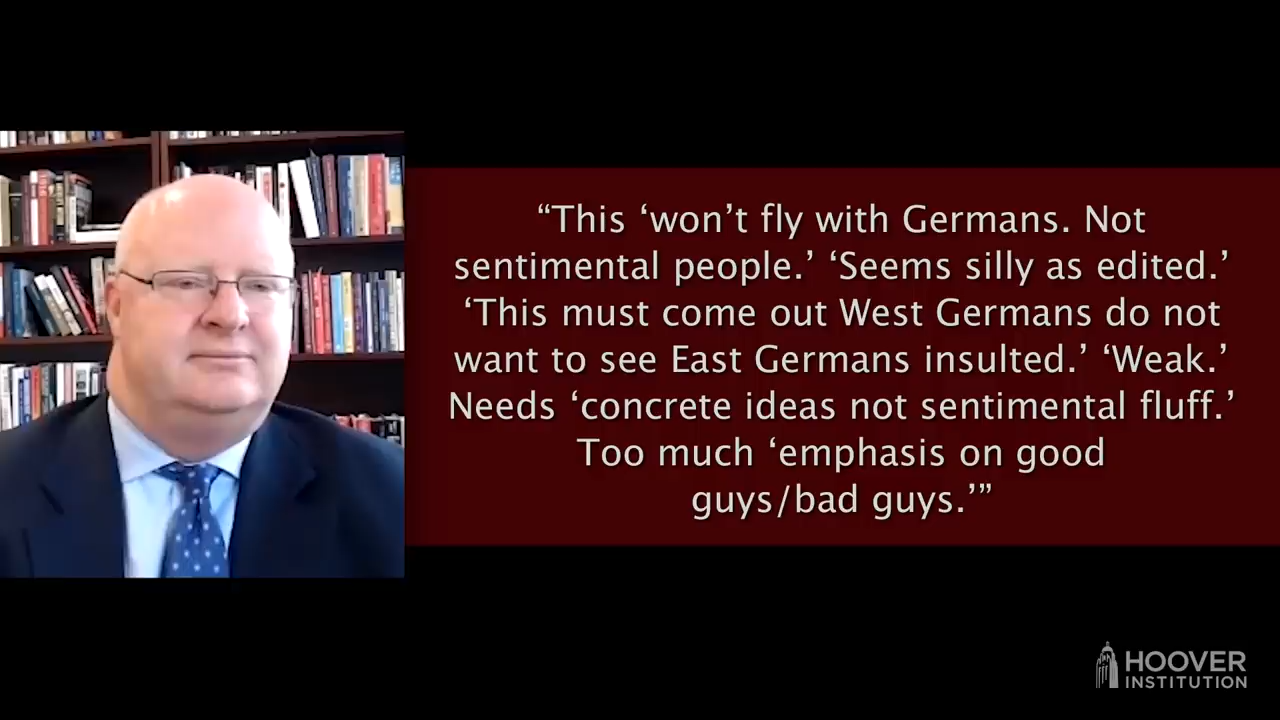 “This ‘won’t fly with Germans. Not
sentimental people.’ ‘Seems silly as edited.’
‘This must come out West Germans do not
want to see East Germans insulted.’ ‘Weak.’
Needs ‘concrete ideas not sentimental fluff.’
Too much ‘emphasis on good
guys/bad guys.’”
HOOVER
INSTITUTION